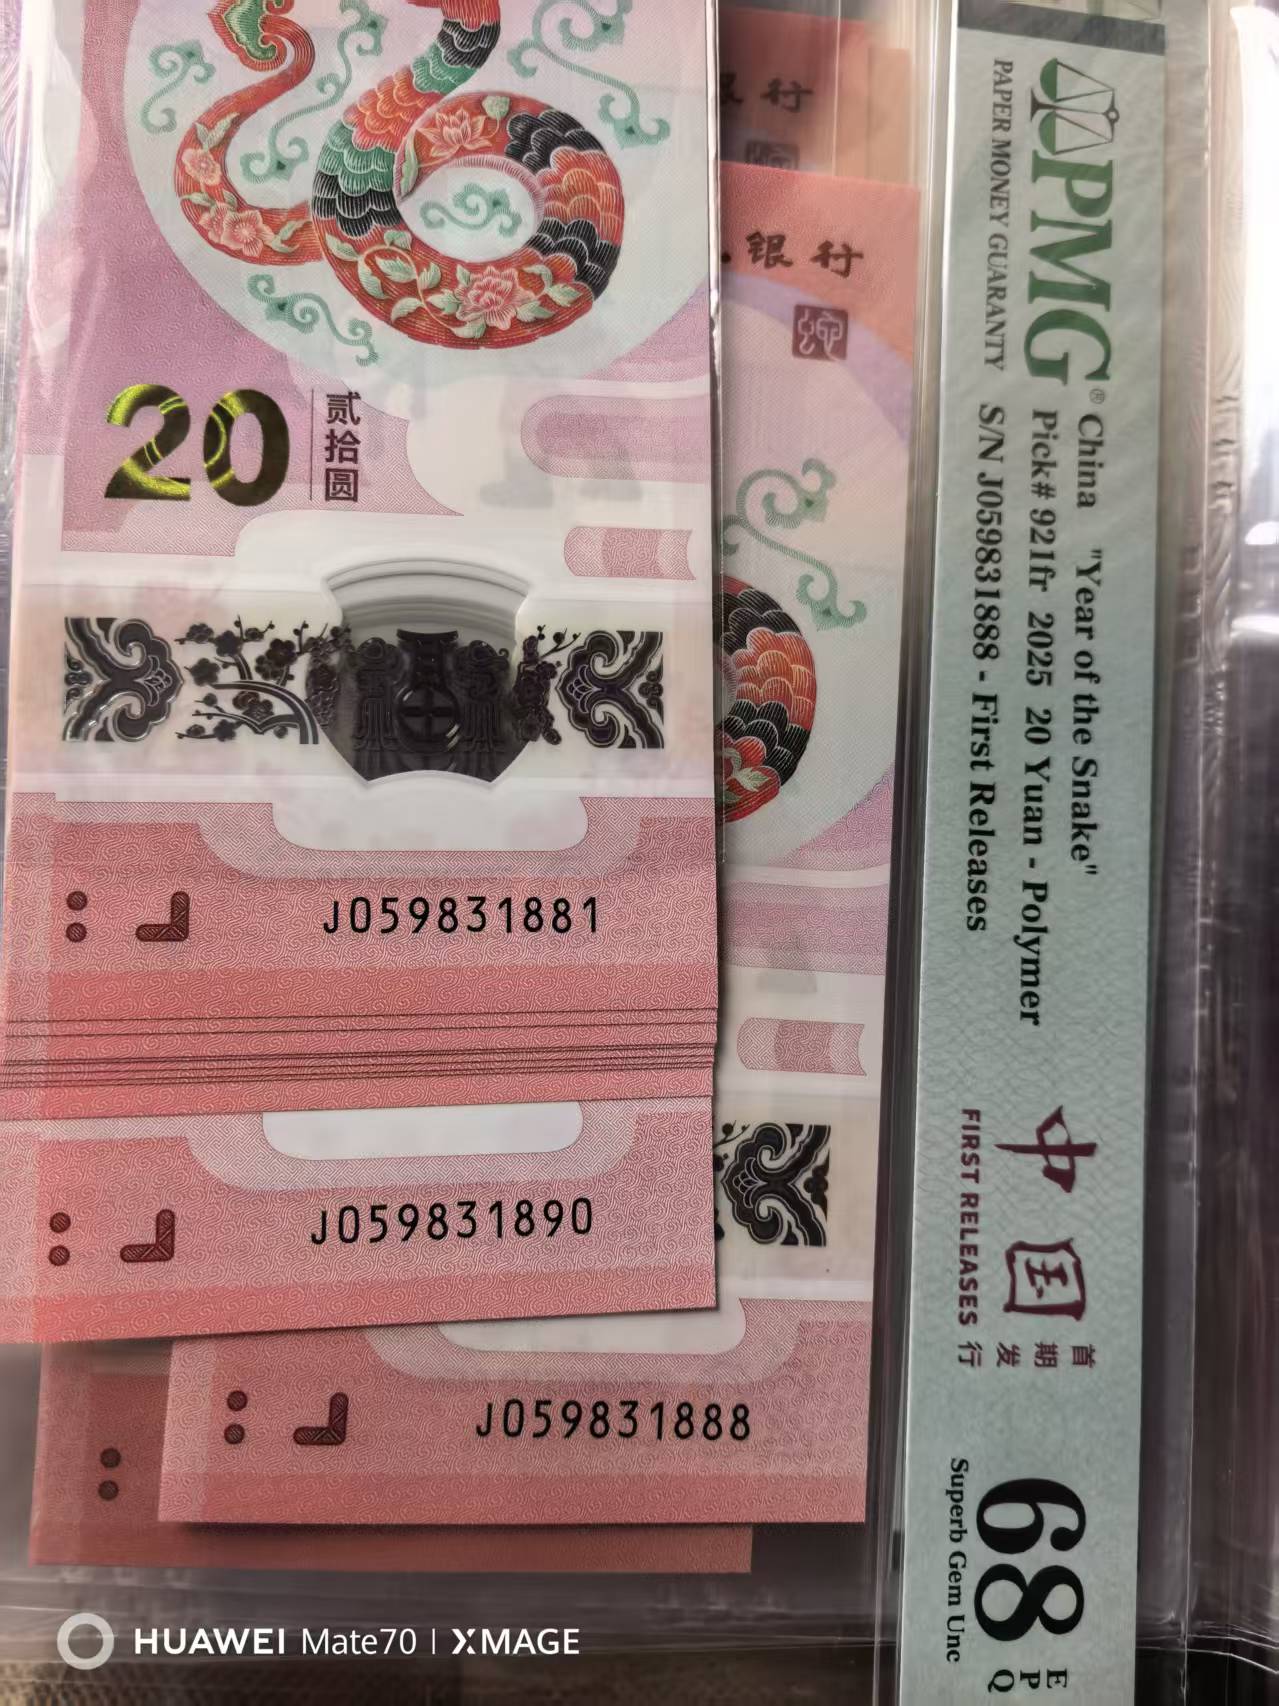 行
银行
20
贰拾圆
J059831881
J059831890
J059831888
PMG®
PAPER MONEY GUARANTY
China "Year of the Snake"
Pick# 921fr 2025 20 Yuan - Polymer
S/N J059831888 - First Releases
中国
FIRST RELEASES
首期发行
68
EPQ
Superb Gem Unc
HUAWEI Mate70 | XMAGE